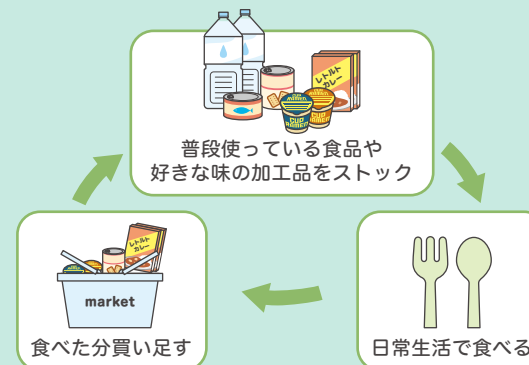 レトルト
カレー
CUP
RAMEN
CUP
RAMEN
普段使っている食品や
好きな味の加工品をストック
レトルト
カレー
market
食べた分買い足す
日常生活で食べる